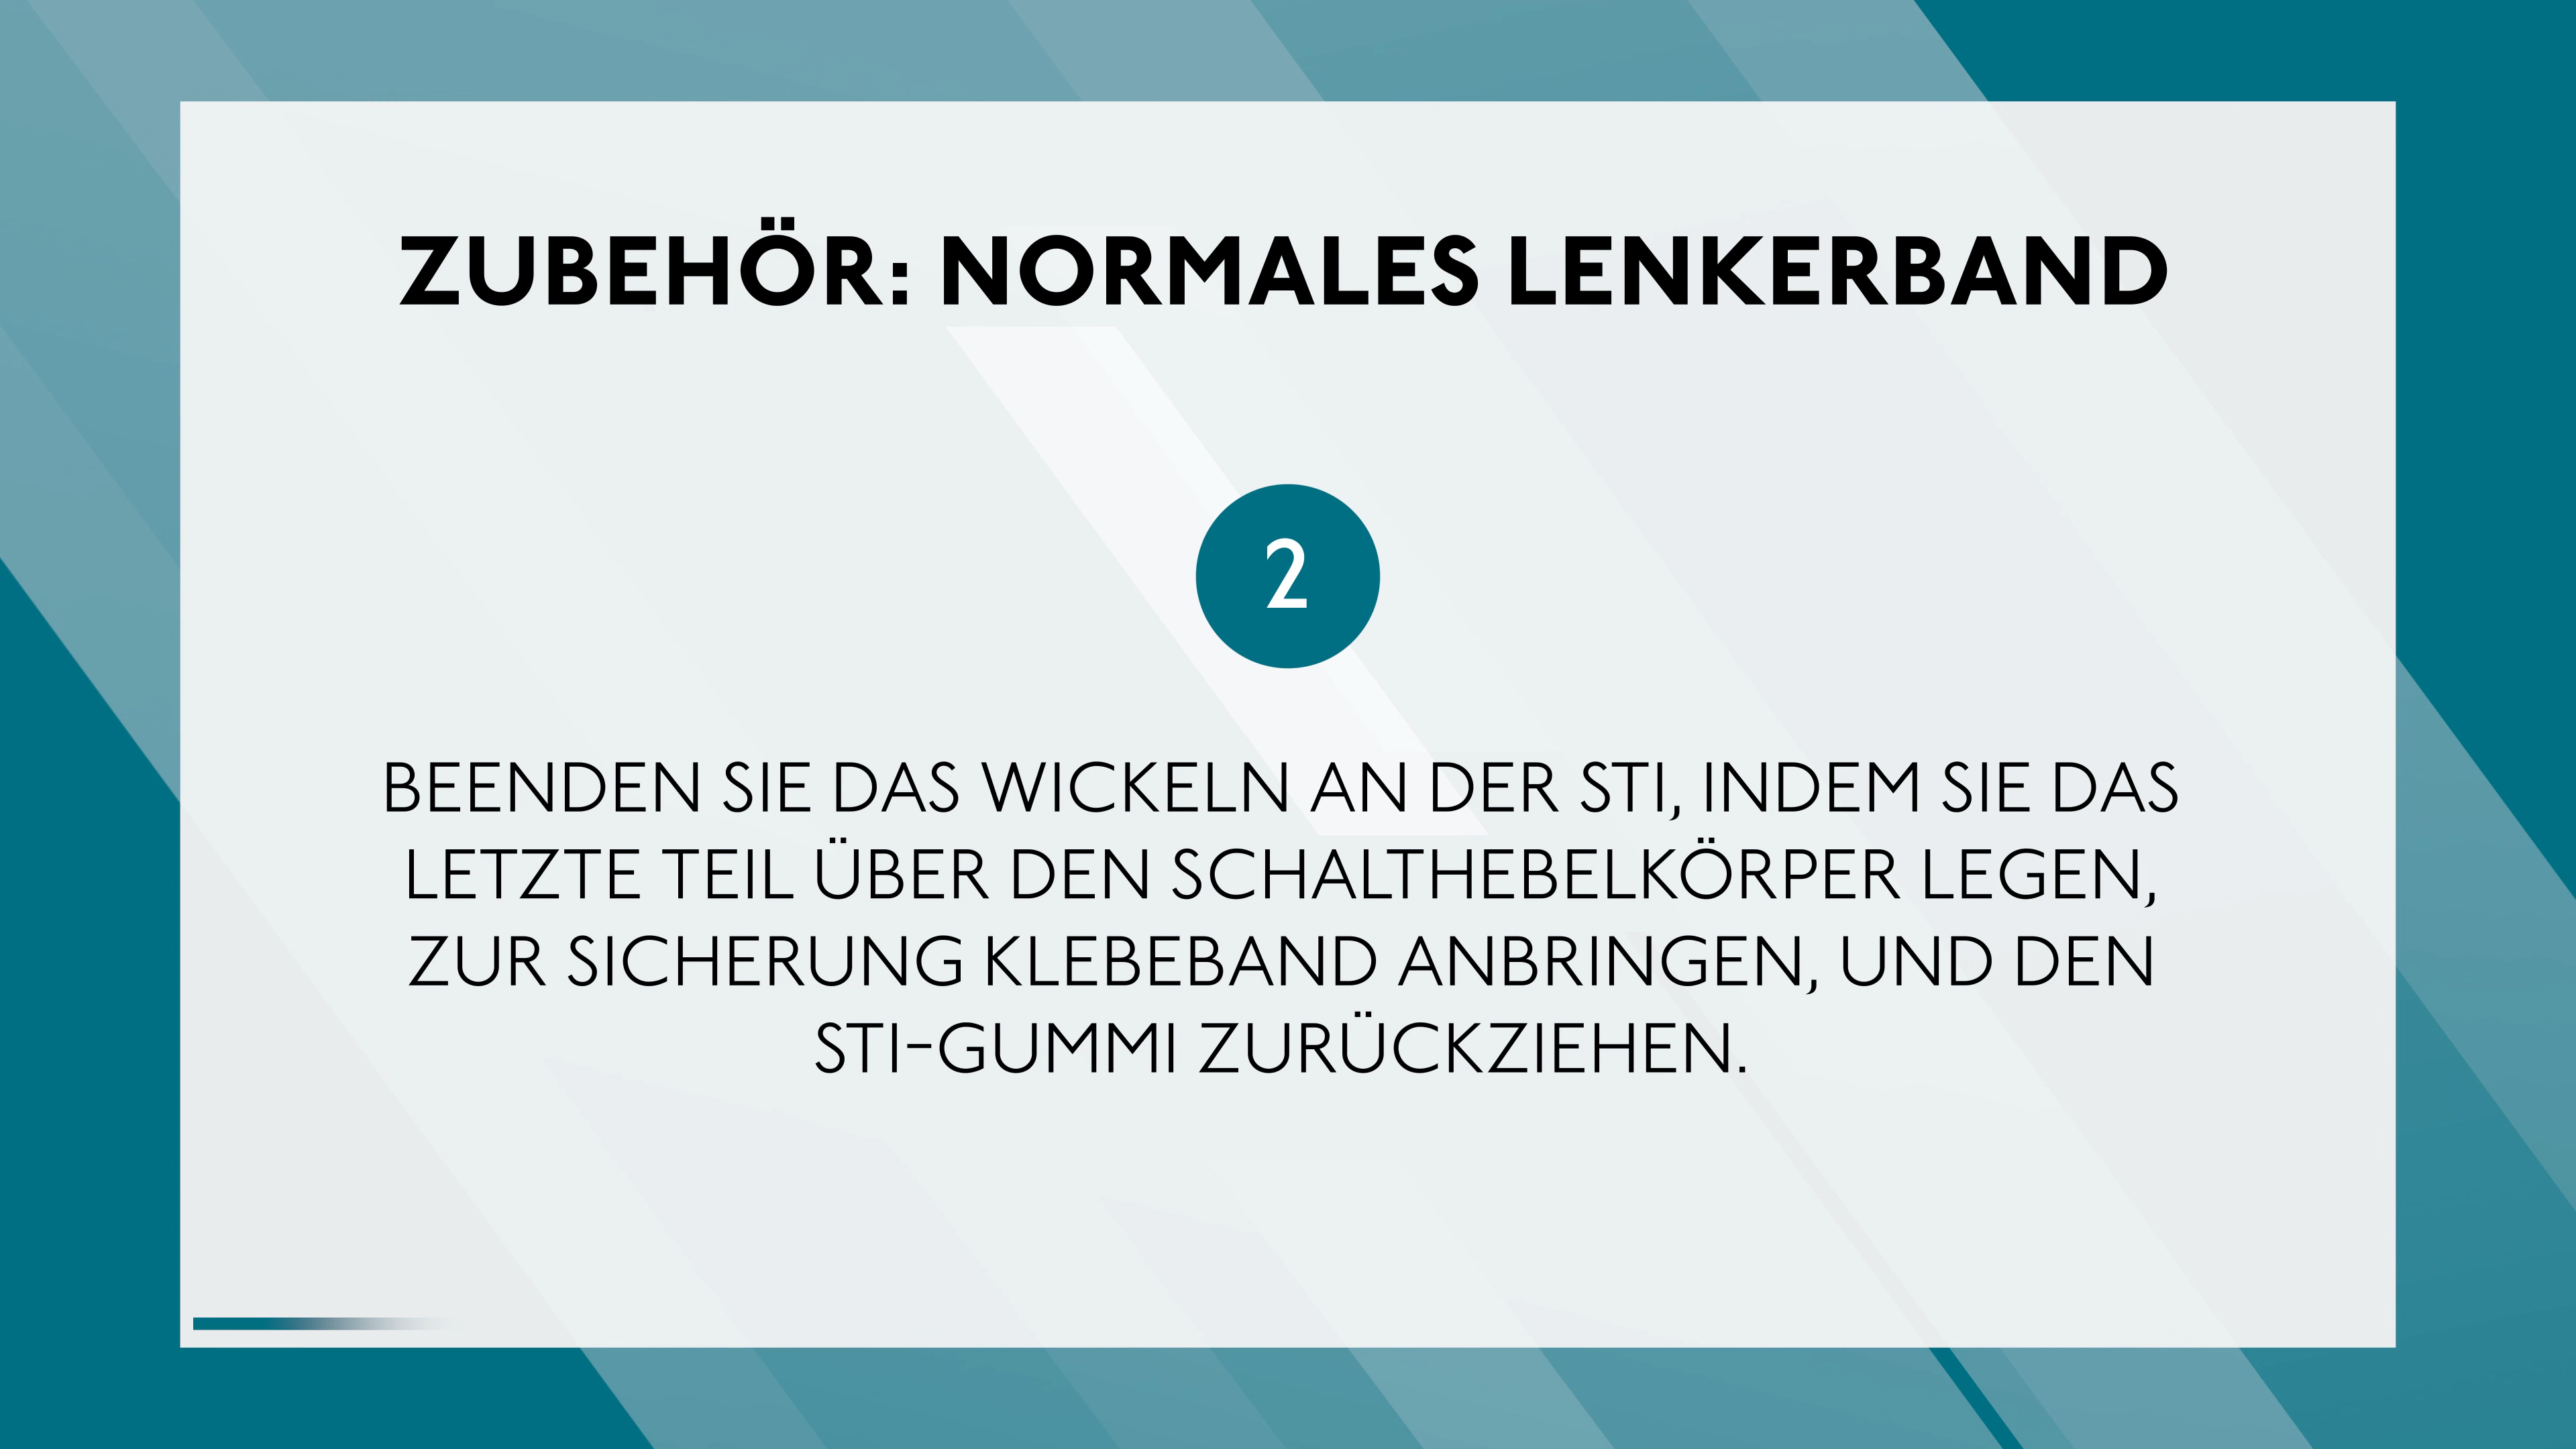 ZUBEHÖR: NORMALES LENKERBAND
2
BEENDEN SIE DAS WICKELN AN DER STI, INDEM SIE DAS
LETZTE TEIL ÜBER DEN SCHALTHEBELKÖRPER LEGEN,
ZUR SICHERUNG KLEBEBAND ANBRINGEN, UND DEN
STI-GUMMI ZURÜCKZIEHEN.